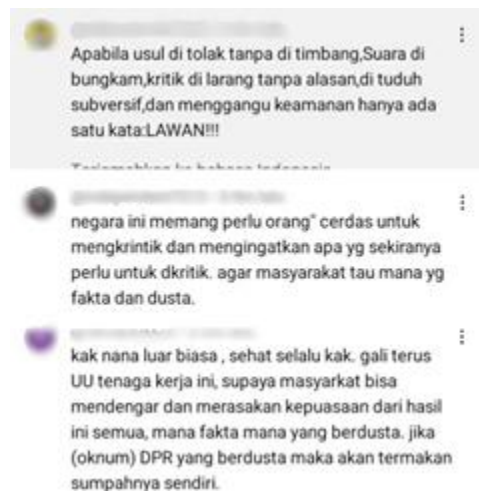 Apabila usul di tolak tanpa di timbang,Suara di
bungkam,kritik di larang tanpa alasan,di tuduh
subversif,dan menggangu keamanan hanya ada
satu kata:LAWAN!!!
negara ini memang perlu orang" cerdas untuk
mengkrintik dan mengingatkan apa yg sekiranya
perlu untuk dkritik. agar masyarakat tau mana yg
fakta dan dusta.
kak nana luar biasa , sehat selalu kak. gali terus
UU tenaga kerja ini, supaya masyarkat bisa
mendengar dan merasakan kepuasaan dari hasil
ini semua, mana fakta mana yang berdusta. jika
(oknum) DPR yang berdusta maka akan termakan
sumpahnya sendiri.